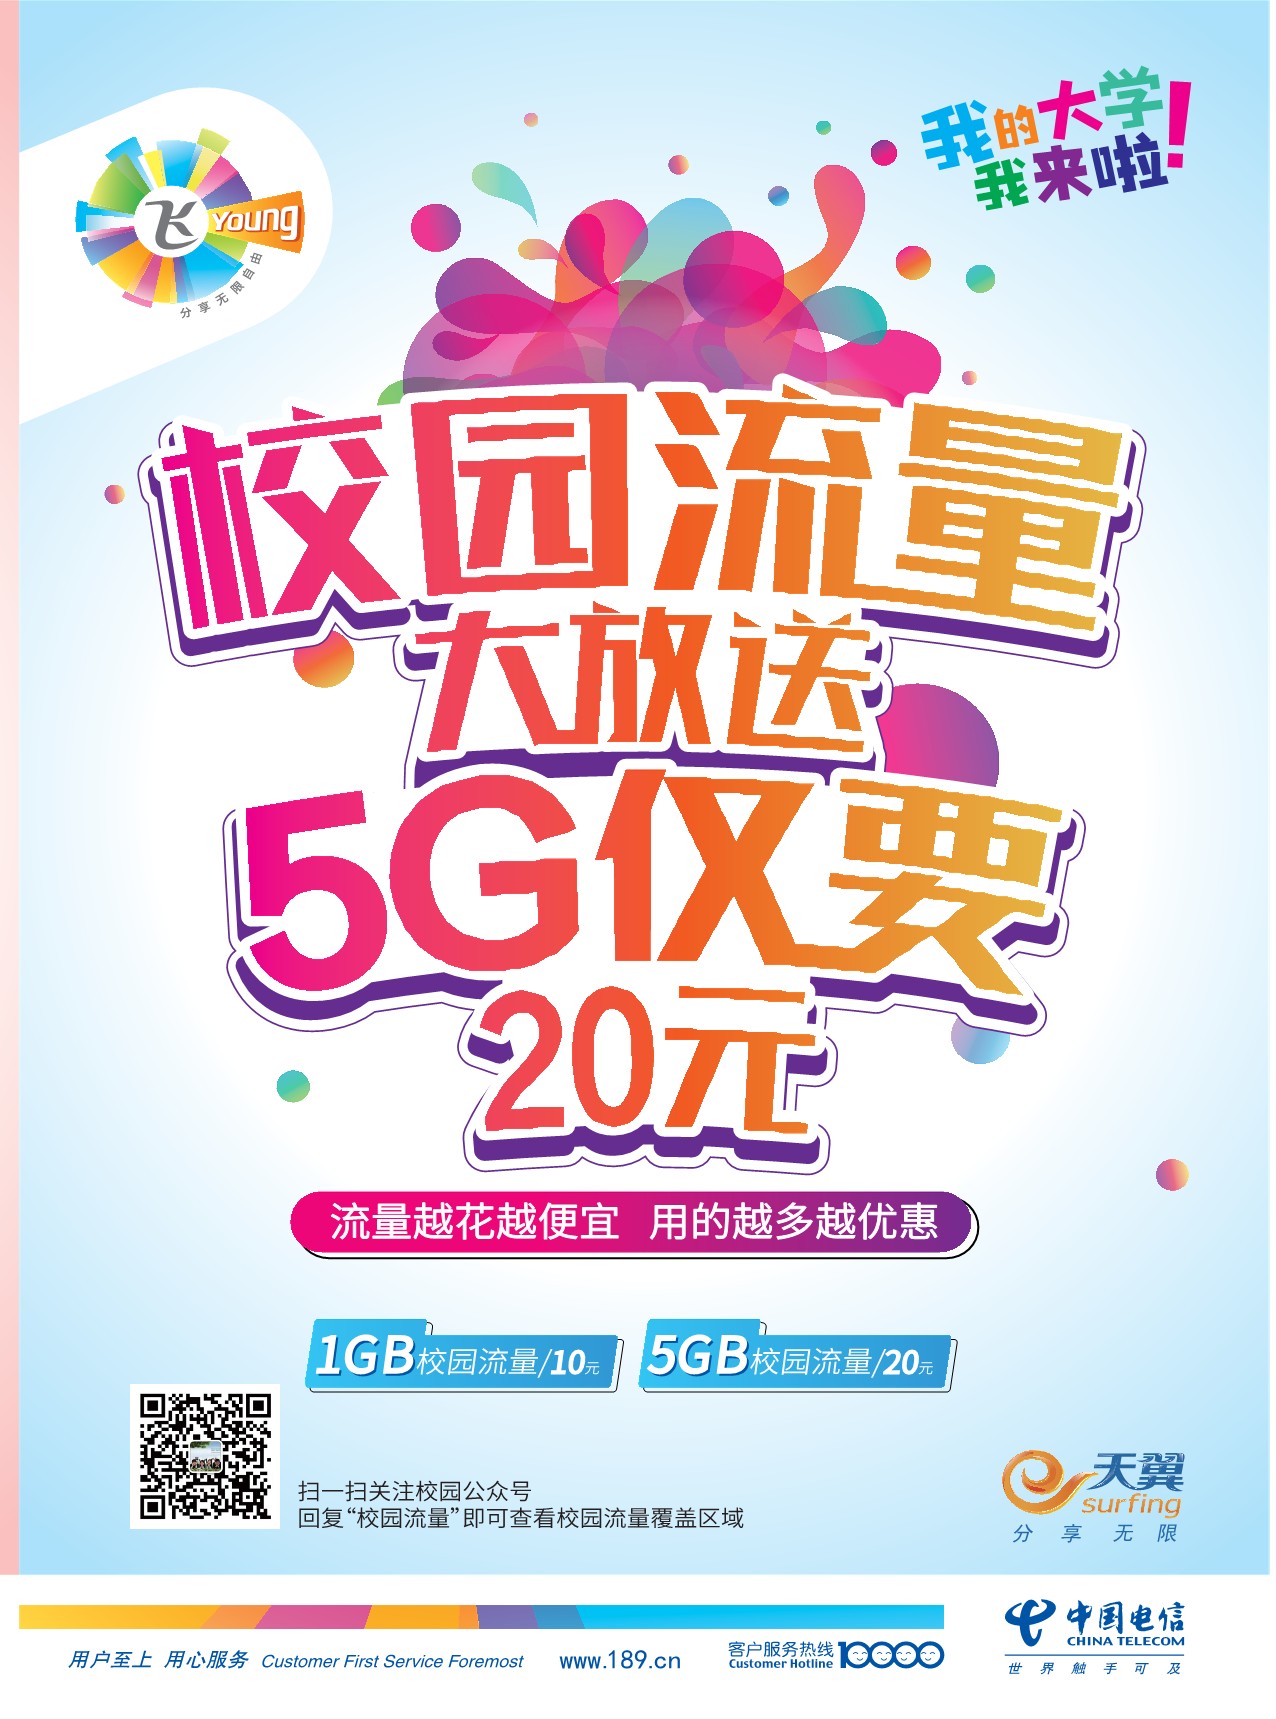 我的大学
我来啦!
飞Young
分享无限自由
校园流量
大放送
5G仅要
20元
流量越花越便宜 用的越多越优惠
1GB校园流量/10元
5GB校园流量/20元
扫一扫关注校园公众号
回复“校园流量”即可查看校园流量覆盖区域
天翼
surfing
分享无限
用户至上 用心服务 Customer First Service Foremost
www.189.cn
客户服务热线
Customer Hotline
10000
中国电信
CHINA TELECOM
世界触手可及